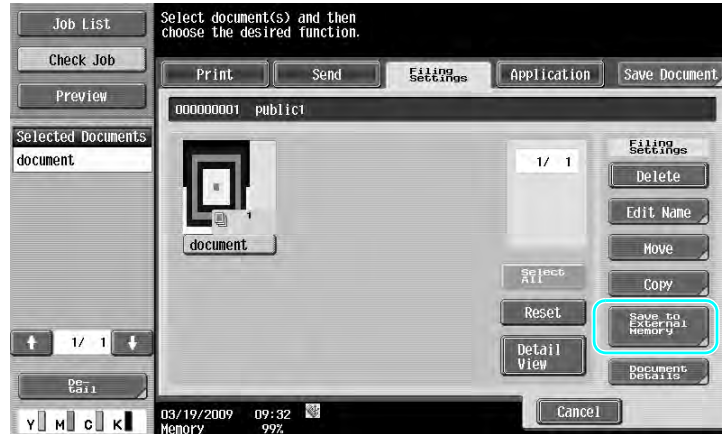 Job List
Check Job
Preview
Select document(s) and then
choose the desired function.
Print
Send
Filing
Settings
Application
Save Document
000000001 public1
Selected Documents
document
1
document
1/ 1
Select
All
Reset
Detail
View
Filing
Settings
Delete
Edit Name
Move
Copy
Save to
External
Memory
Document
Details
1/ 1
De-
tail
Y M C K
03/19/2009 09:32
Memory 99%
Cancel